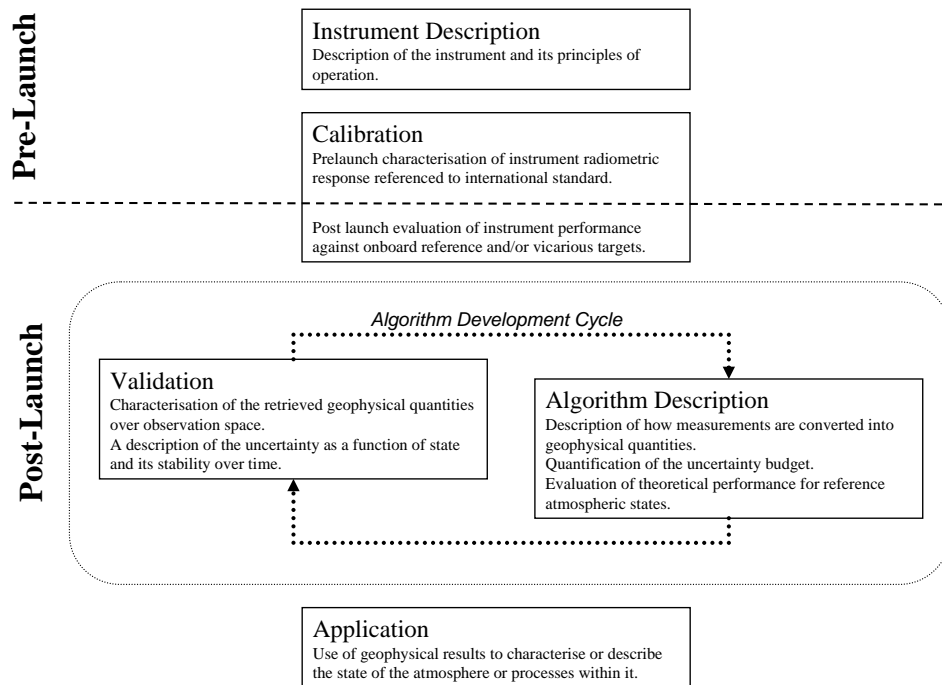 Pre-Launch
Instrument Description
Description of the instrument and its principles of
operation.
Calibration
Prelaunch characterisation of instrument radiometric
response referenced to international standard.
Post launch evaluation of instrument performance
against onboard reference and/or vicarious targets.
Post-Launch
Algorithm Development Cycle
Validation
Characterisation of the retrieved geophysical quantities
over observation space.
A description of the uncertainty as a function of state
and its stability over time.
Algorithm Description
Description of how measurements are converted into
geophysical quantities.
Quantification of the uncertainty budget.
Evaluation of theoretical performance for reference
atmospheric states.
Application
Use of geophysical results to characterise or describe
the state of the atmosphere or processes within it.